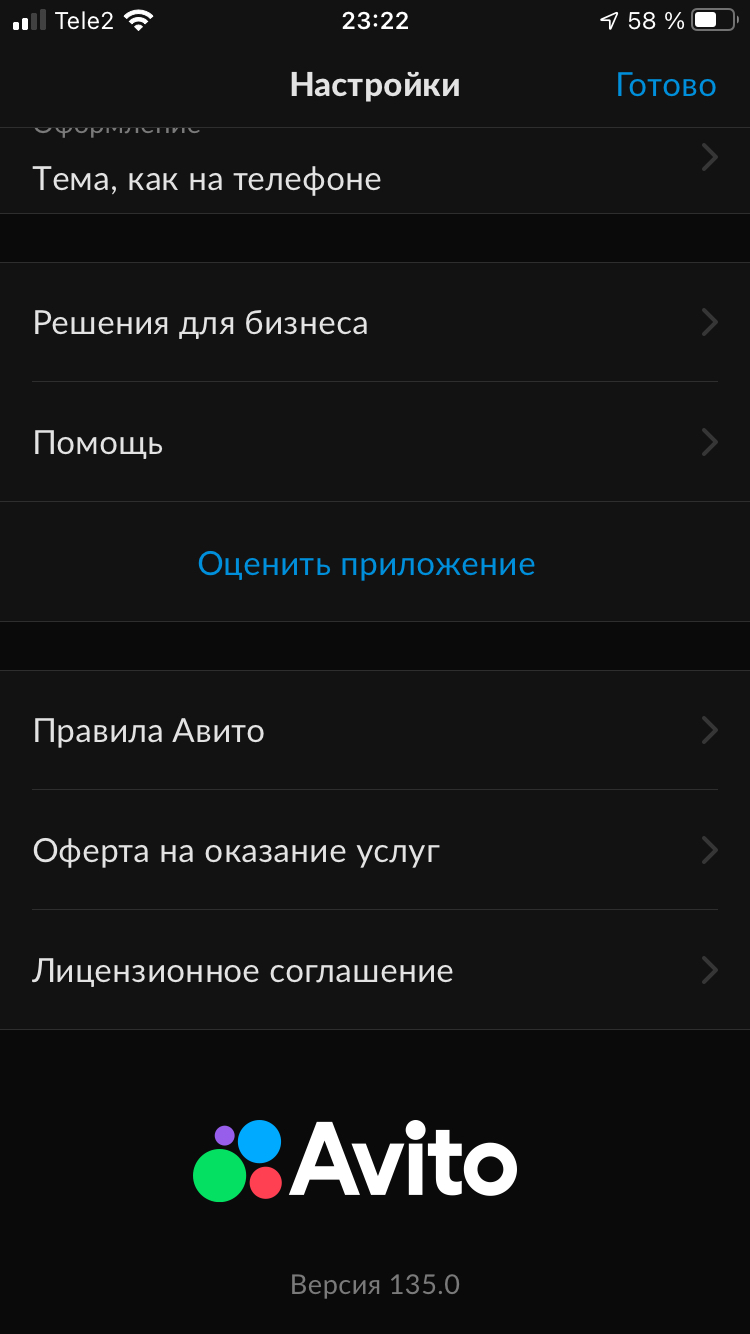 Tele2 23:22 58 %
Настройки Готово
Оформление
Тема, как на телефоне
Решения для бизнеса
Помощь
Оценить приложение
Правила Авито
Оферта на оказание услуг
Лицензионное соглашение
Avito
Версия 135.0